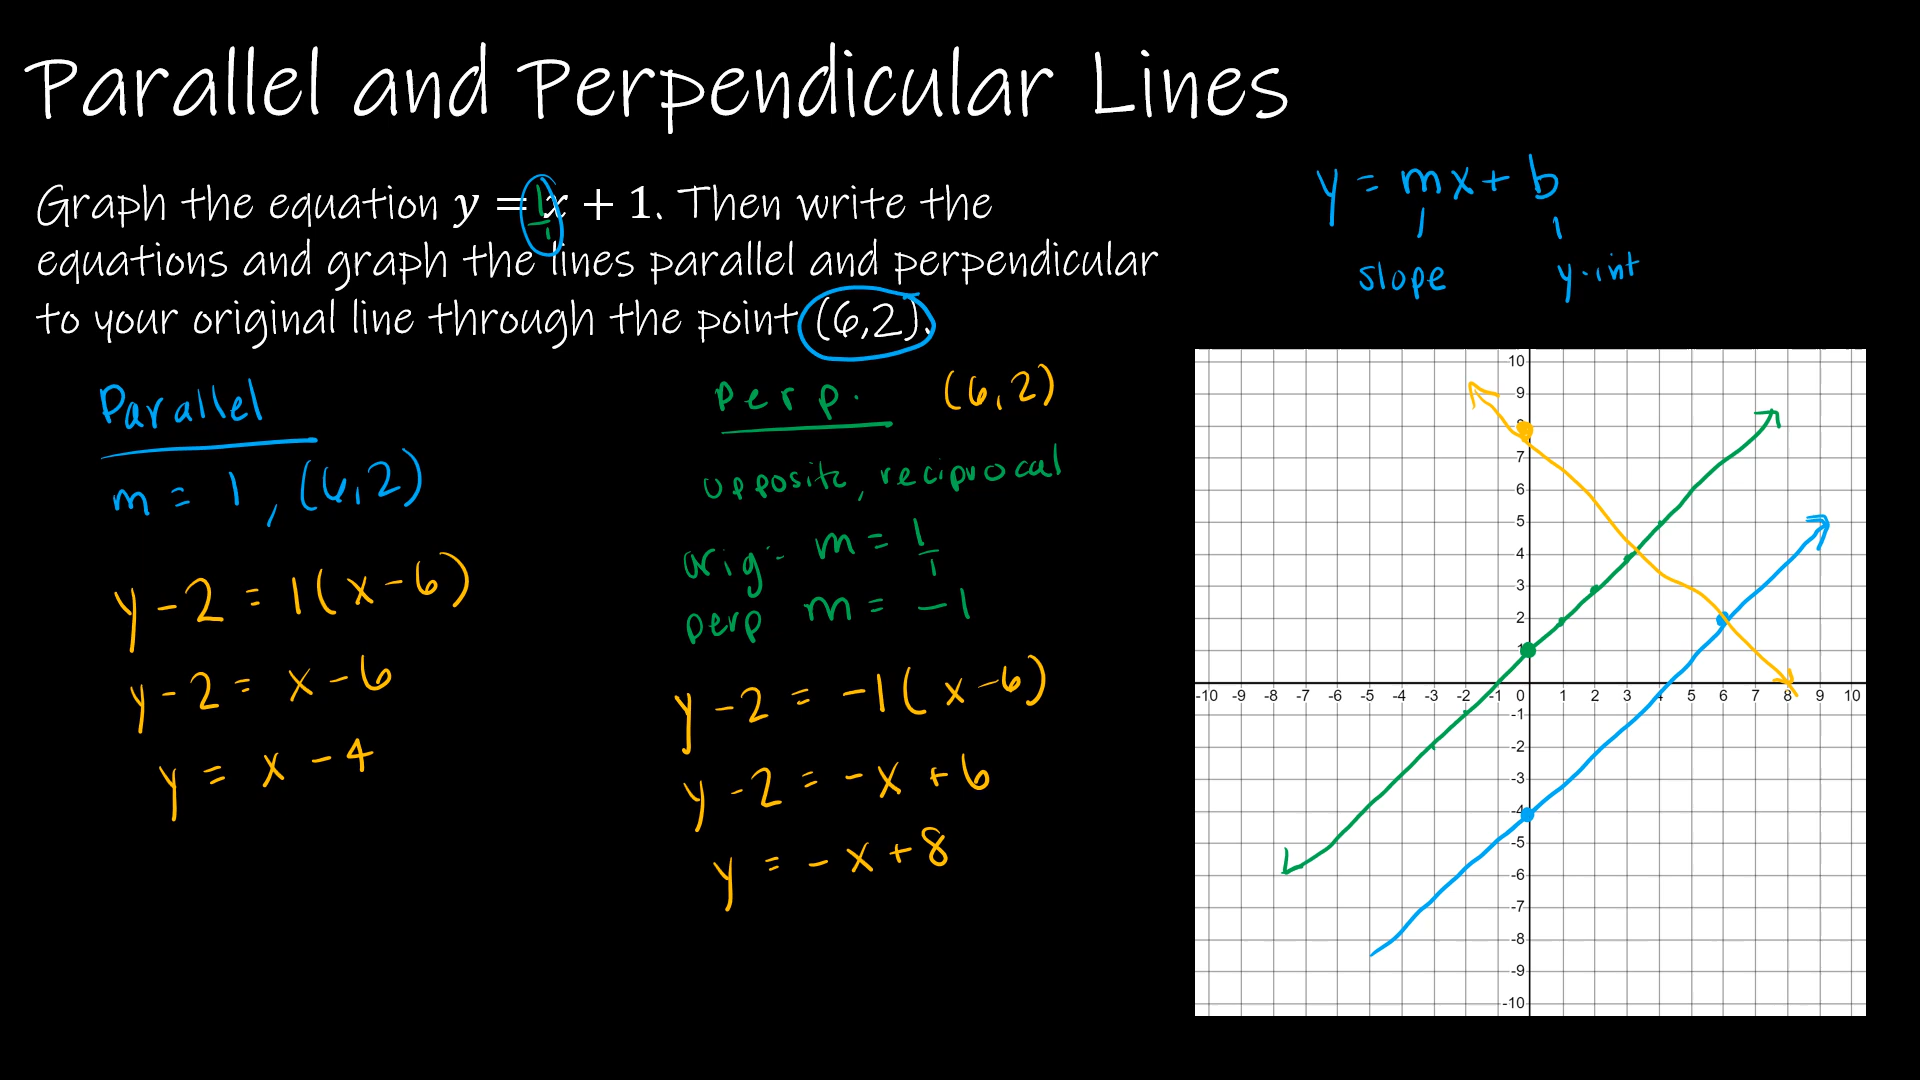 Parallel and Perpendicular Lines
Graph the equation y = x + 1. Then write the
equations and graph the lines parallel and perpendicular
to your original line through the point (6,2).
1/1
y = mx + b
slope y-int
Parallel
m = 1, (6,2)
y - 2 = 1(x - 6)
y - 2 = x - 6
y = x - 4
Perp. (6,2)
opposite, reciprocal
orig: m = 1/1
perp m = -1
y - 2 = -1(x - 6)
y - 2 = -x + 6
y = -x + 8
10
9
8
7
6
5
4
3
2
1
-10 -9 -8 -7 -6 -5 -4 -3 -2 -1 0 1 2 3 4 5 6 7 8 9 10
-1
-2
-3
-4
-5
-6
-7
-8
-9
-10